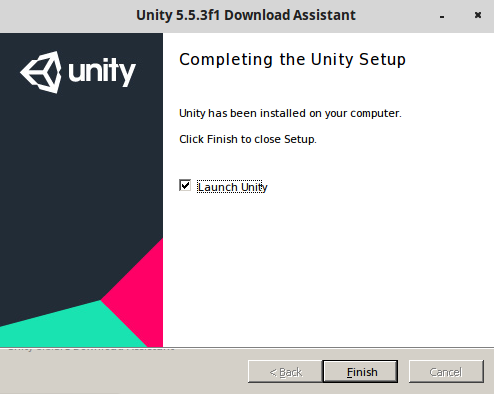 Unity 5.5.3f1 Download Assistant
unity
Completing the Unity Setup
Unity has been installed on your computer.
Click Finish to close Setup.
Launch Unity
< Back
Finish
Cancel